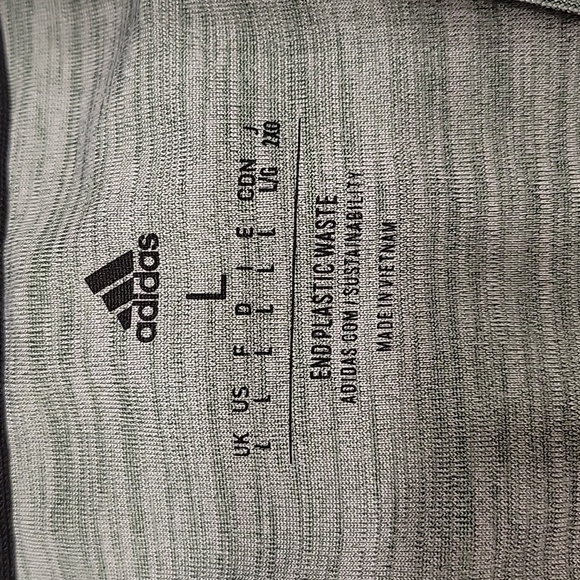 adidas
L
UK US F D I E CDN J
L L L L L L L/G 2XO
END PLASTIC WASTE
ADIDAS.COM/SUSTAINABILITY
MADE IN VIETNAM